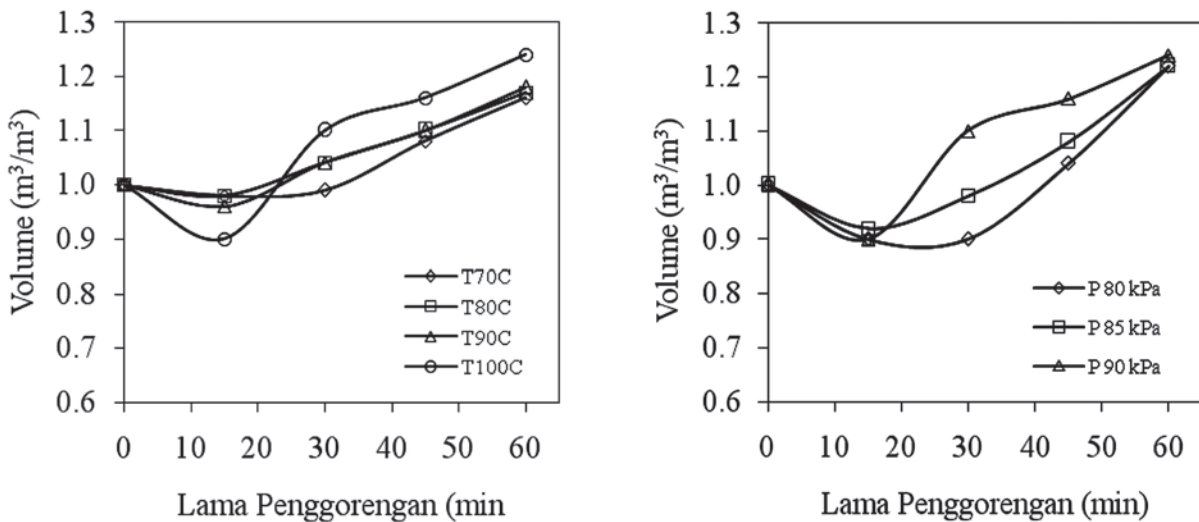 1.3
1.2
1.1
1.0
0.9
0.8
0.7
0.6
Volume (m³/m³)
T70C
T80C
T90C
T100C
0 10 20 30 40 50 60
Lama Penggorengan (min
1.3
1.2
1.1
1.0
0.9
0.8
0.7
0.6
Volume (m³/m³)
P 80 kPa
P 85 kPa
P 90 kPa
0 10 20 30 40 50 60
Lama Penggorengan (min)